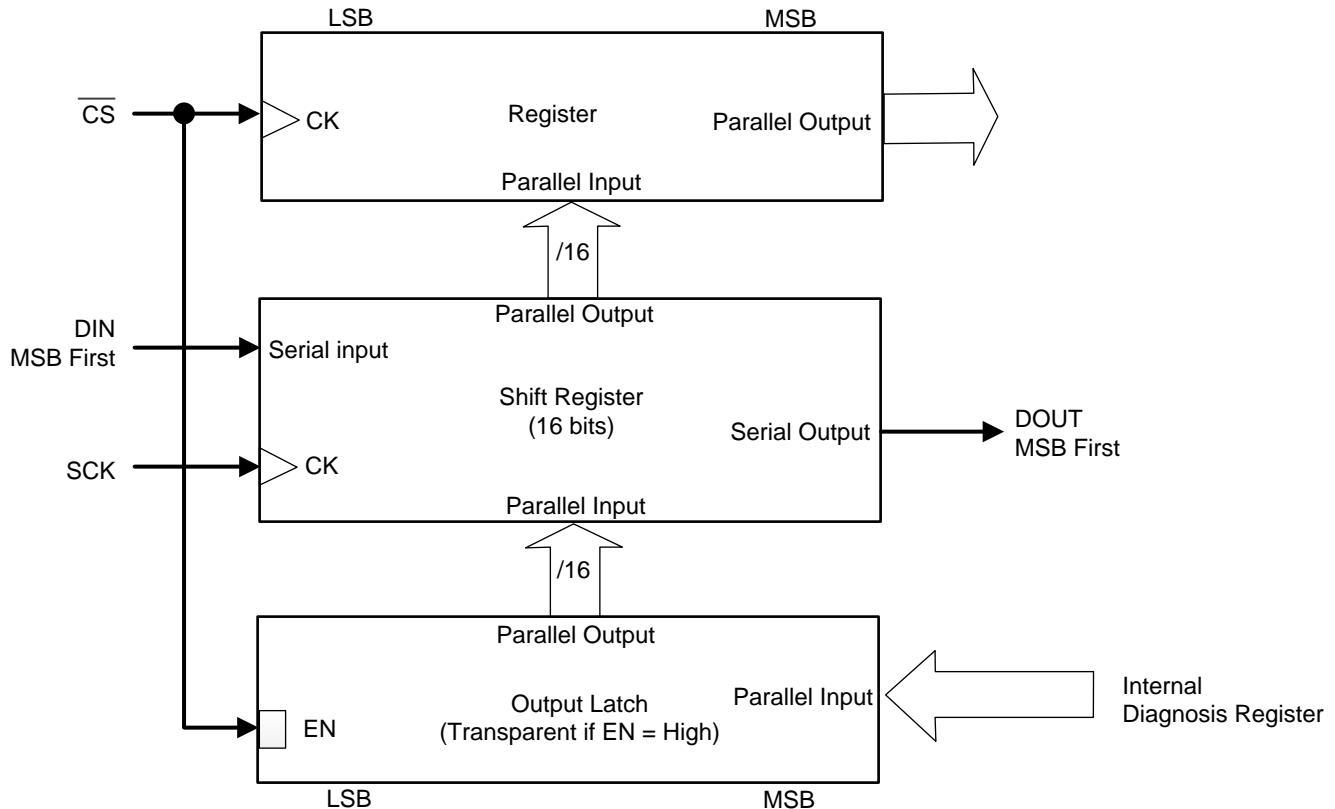 LSB
MSB
C̅S̅
CK
Register
Parallel Output
Parallel Input
/16
Parallel Output
DIN
MSB First
Serial input
Shift Register
(16 bits)
Serial Output
DOUT
MSB First
SCK
CK
Parallel Input
/16
Parallel Output
Parallel Input
Internal
Diagnosis Register
Output Latch
(Transparent if EN = High)
EN
LSB
MSB